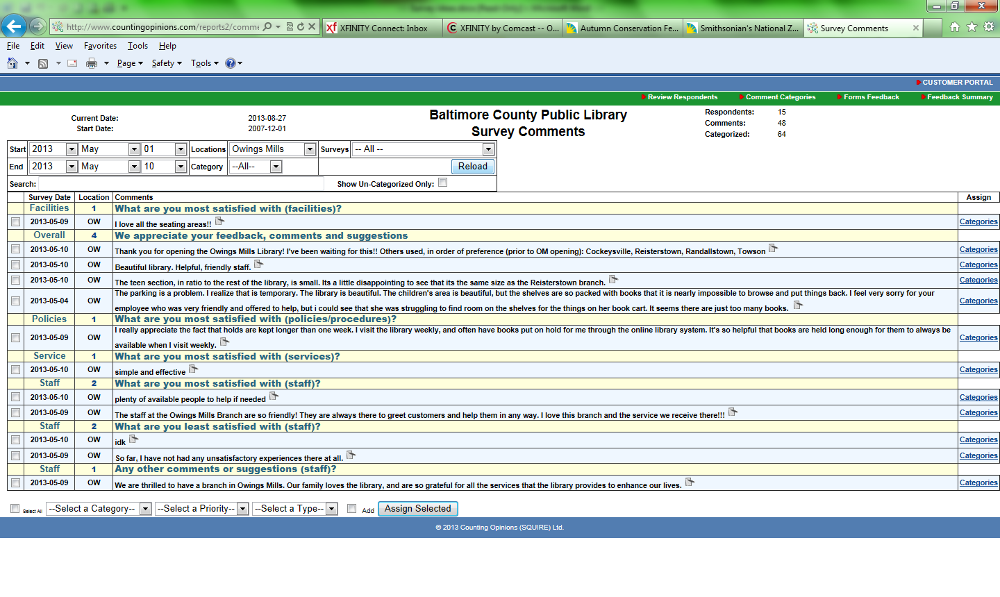 http://www.countingopinions.com/reports2/comme
XFINITY Connect: Inbox
XFINITY by Comcast -- O...
Autumn Conservation Fe...
Smithsonian's National Z...
Survey Comments
File Edit View Favorites Tools Help
Page Safety Tools
CUSTOMER PORTAL
Review Respondents Comment Categories Forms Feedback Feedback Summary
Current Date: 2013-08-27
Start Date: 2007-12-01
Baltimore County Public Library
Survey Comments
Respondents: 15
Comments: 48
Categorized: 64
Start 2013 May 01 Locations Owings Mills Surveys -- All --
End 2013 May 10 Category --All-- Reload
Search: Show Un-Categorized Only:
Survey Date Location Comments Assign
Facilities 1 What are you most satisfied with (facilities)?
2013-05-09 OW I love all the seating areas!! Categories
Overall 4 We appreciate your feedback, comments and suggestions
2013-05-10 OW Thank you for opening the Owings Mills Library! I've been waiting for this!! Others used, in order of preference (prior to OM opening): Cockeysville, Reisterstown, Randallstown, Towson Categories
2013-05-10 OW Beautiful library. Helpful, friendly staff. Categories
2013-05-10 OW The teen section, in ratio to the rest of the library, is small. Its a little disappointing to see that its the same size as the Reisterstown branch. Categories
The parking is a problem. I realize that is temporary. The library is beautiful. The children's area is beautiful, but the shelves are so packed with books that it is nearly impossible to browse and put things back. I feel very sorry for your
2013-05-04 OW employee who was very friendly and offered to help, but i could see that she was struggling to find room on the shelves for the things on her book cart. It seems there are just too many books. Categories
Policies 1 What are you most satisfied with (policies/procedures)?
I really appreciate the fact that holds are kept longer than one week. I visit the library weekly, and often have books put on hold for me through the online library system. It's so helpful that books are held long enough for them to always be
2013-05-09 OW available when I visit weekly. Categories
Service 1 What are you most satisfied with (services)?
2013-05-10 OW simple and effective Categories
Staff 2 What are you most satisfied with (staff)?
2013-05-10 OW plenty of available people to help if needed Categories
2013-05-09 OW The staff at the Owings Mills Branch are so friendly! They are always there to greet customers and help them in any way. I love this branch and the service we receive there!!! Categories
Staff 2 What are you least satisfied with (staff)?
2013-05-10 OW idk Categories
2013-05-09 OW So far, I have not had any unsatisfactory experiences there at all. Categories
Staff 1 Any other comments or suggestions (staff)?
2013-05-09 OW We are thrilled to have a branch in Owings Mills. Our family loves the library, and are so grateful for all the services that the library provides to enhance our lives. Categories
Select All --Select a Category-- --Select a Priority-- --Select a Type-- Add Assign Selected
© 2013 Counting Opinions (SQUIRE) Ltd.